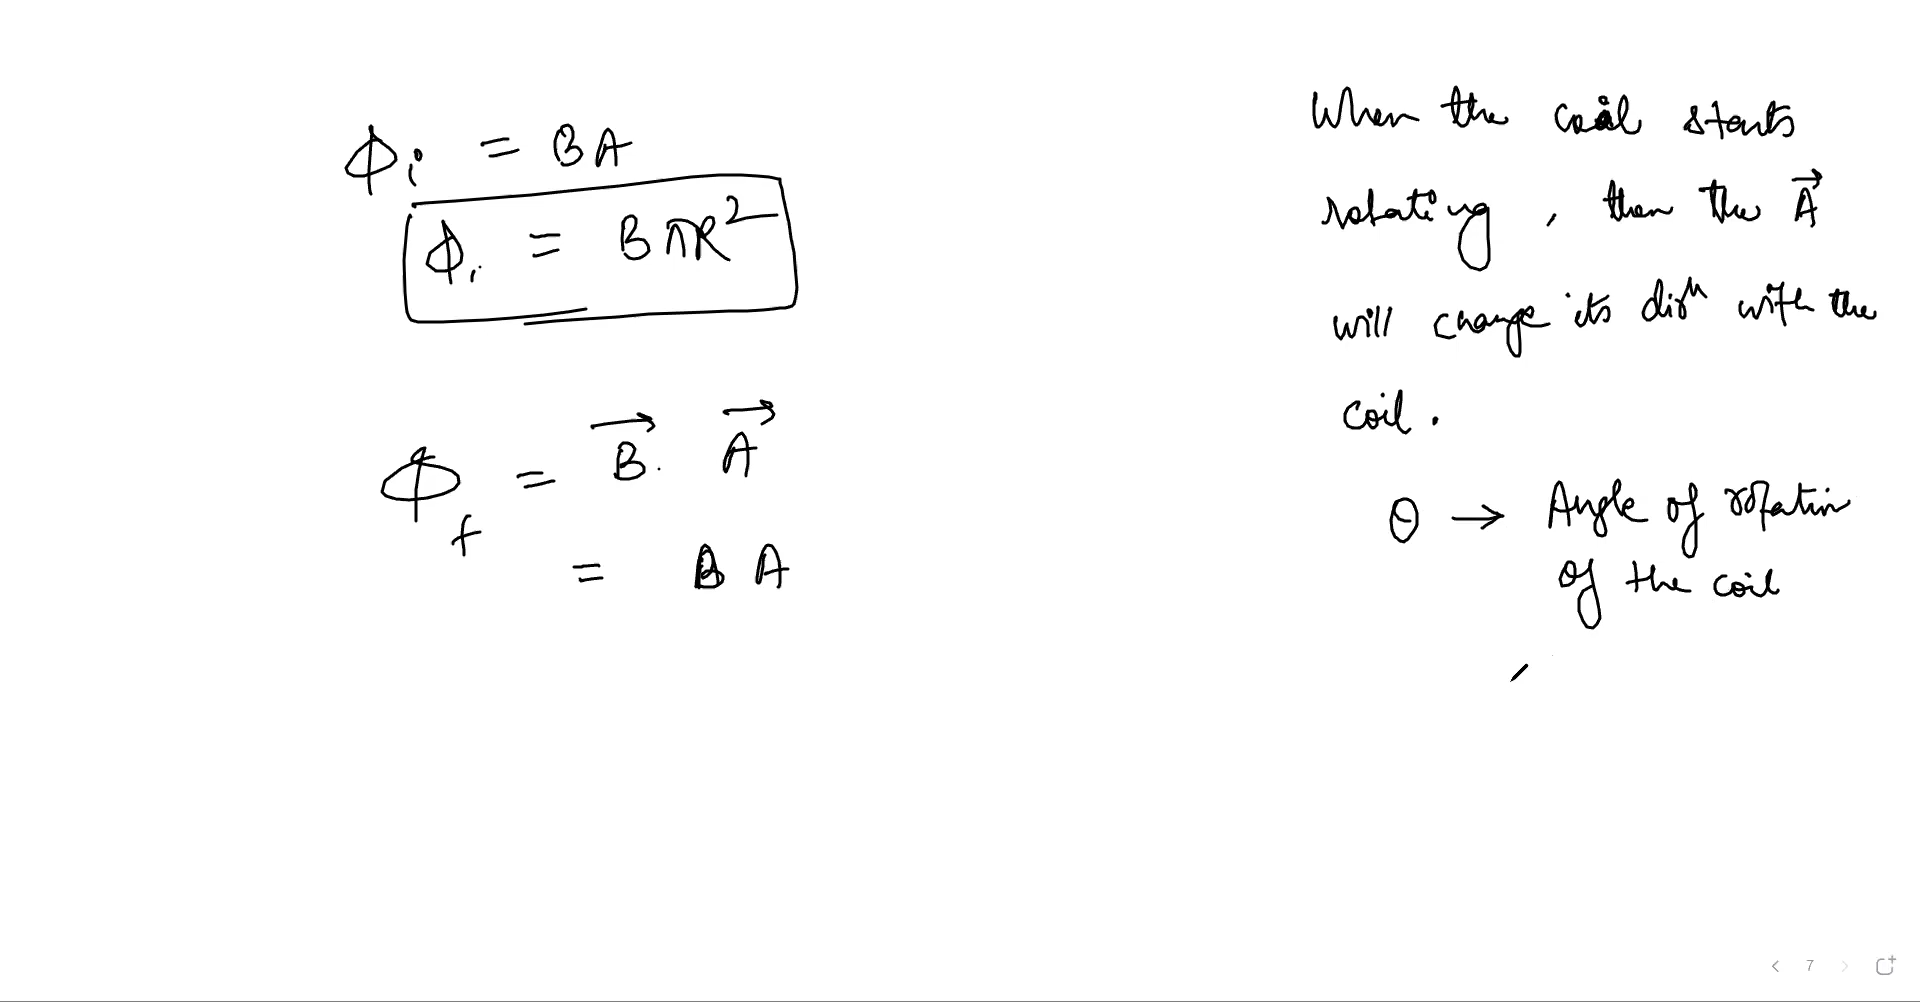 ϕi = BA
ϕi = BπR²
ϕf = B⃗ . A⃗
= B A
When the coil starts
rotating , then the A⃗
will change its dirⁿ with the
coil .
θ → Angle of rotation
of the coil
7